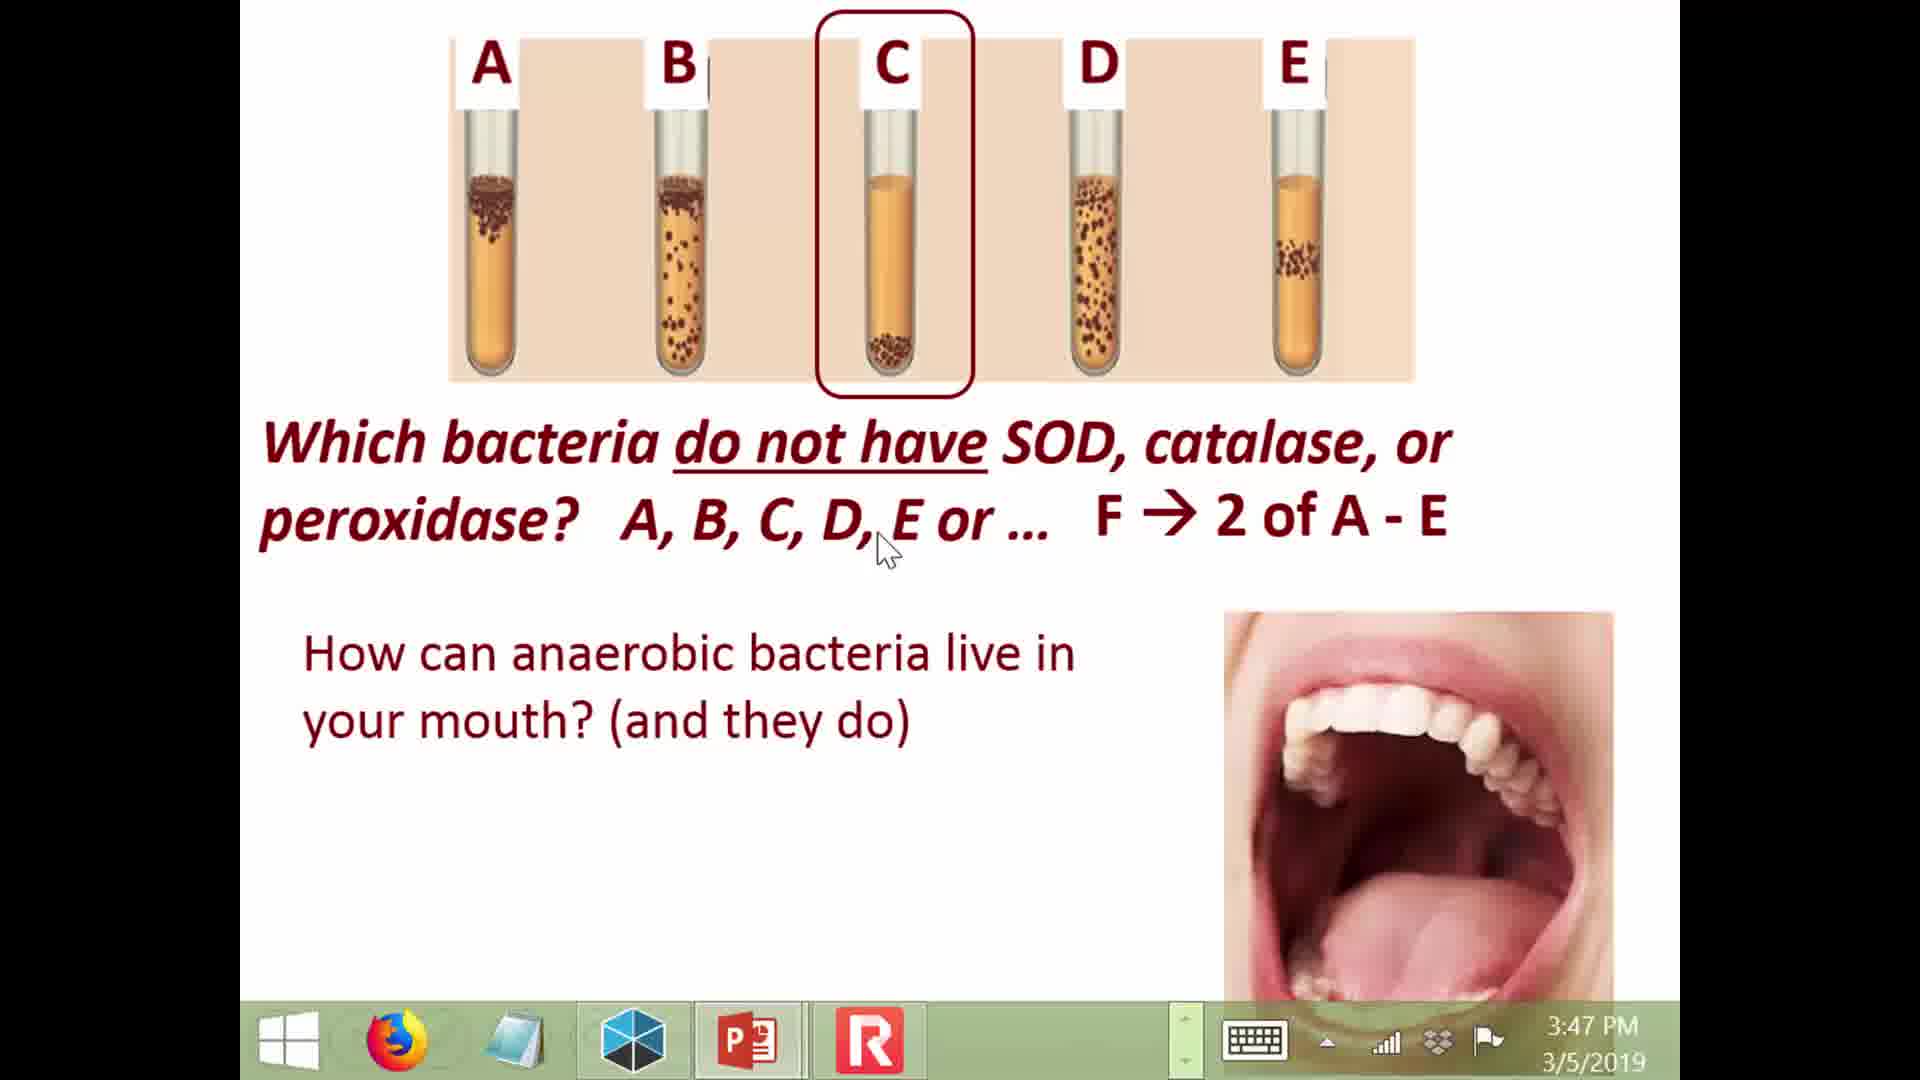 A B C D E
Which bacteria do not have SOD, catalase, or
peroxidase? A, B, C, D, E or ... F → 2 of A - E
How can anaerobic bacteria live in
your mouth? (and they do)
P
R
3:47 PM
3/5/2019